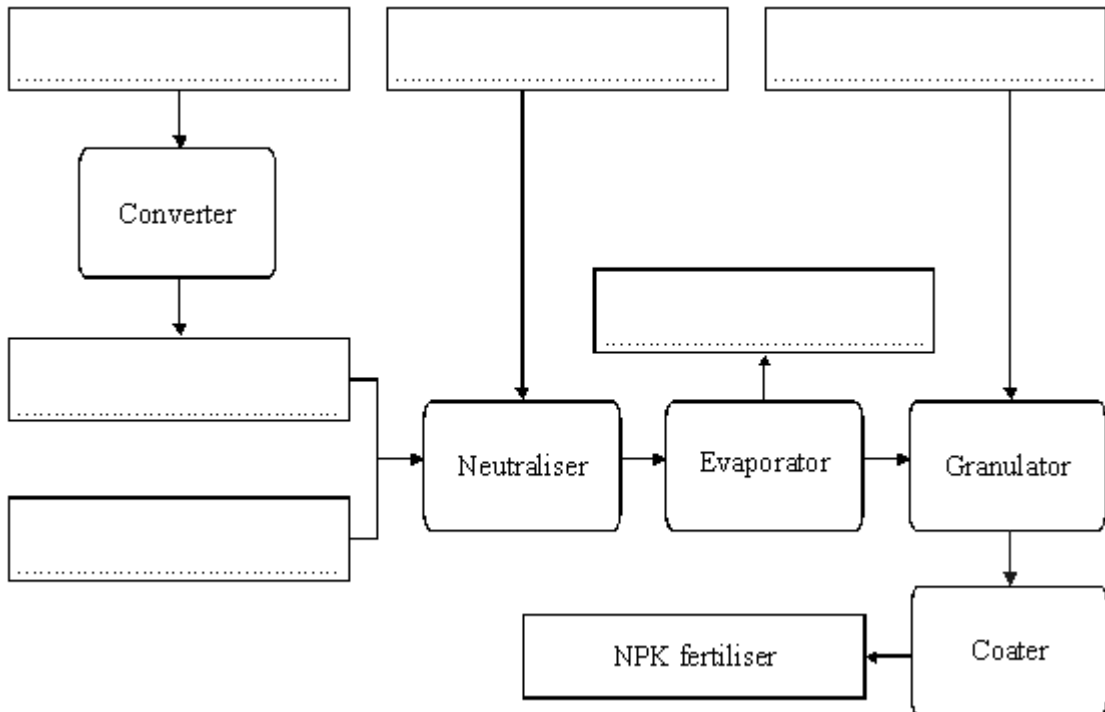 Converter
Neutraliser
Evaporator
Granulator
NPK fertiliser
Coater